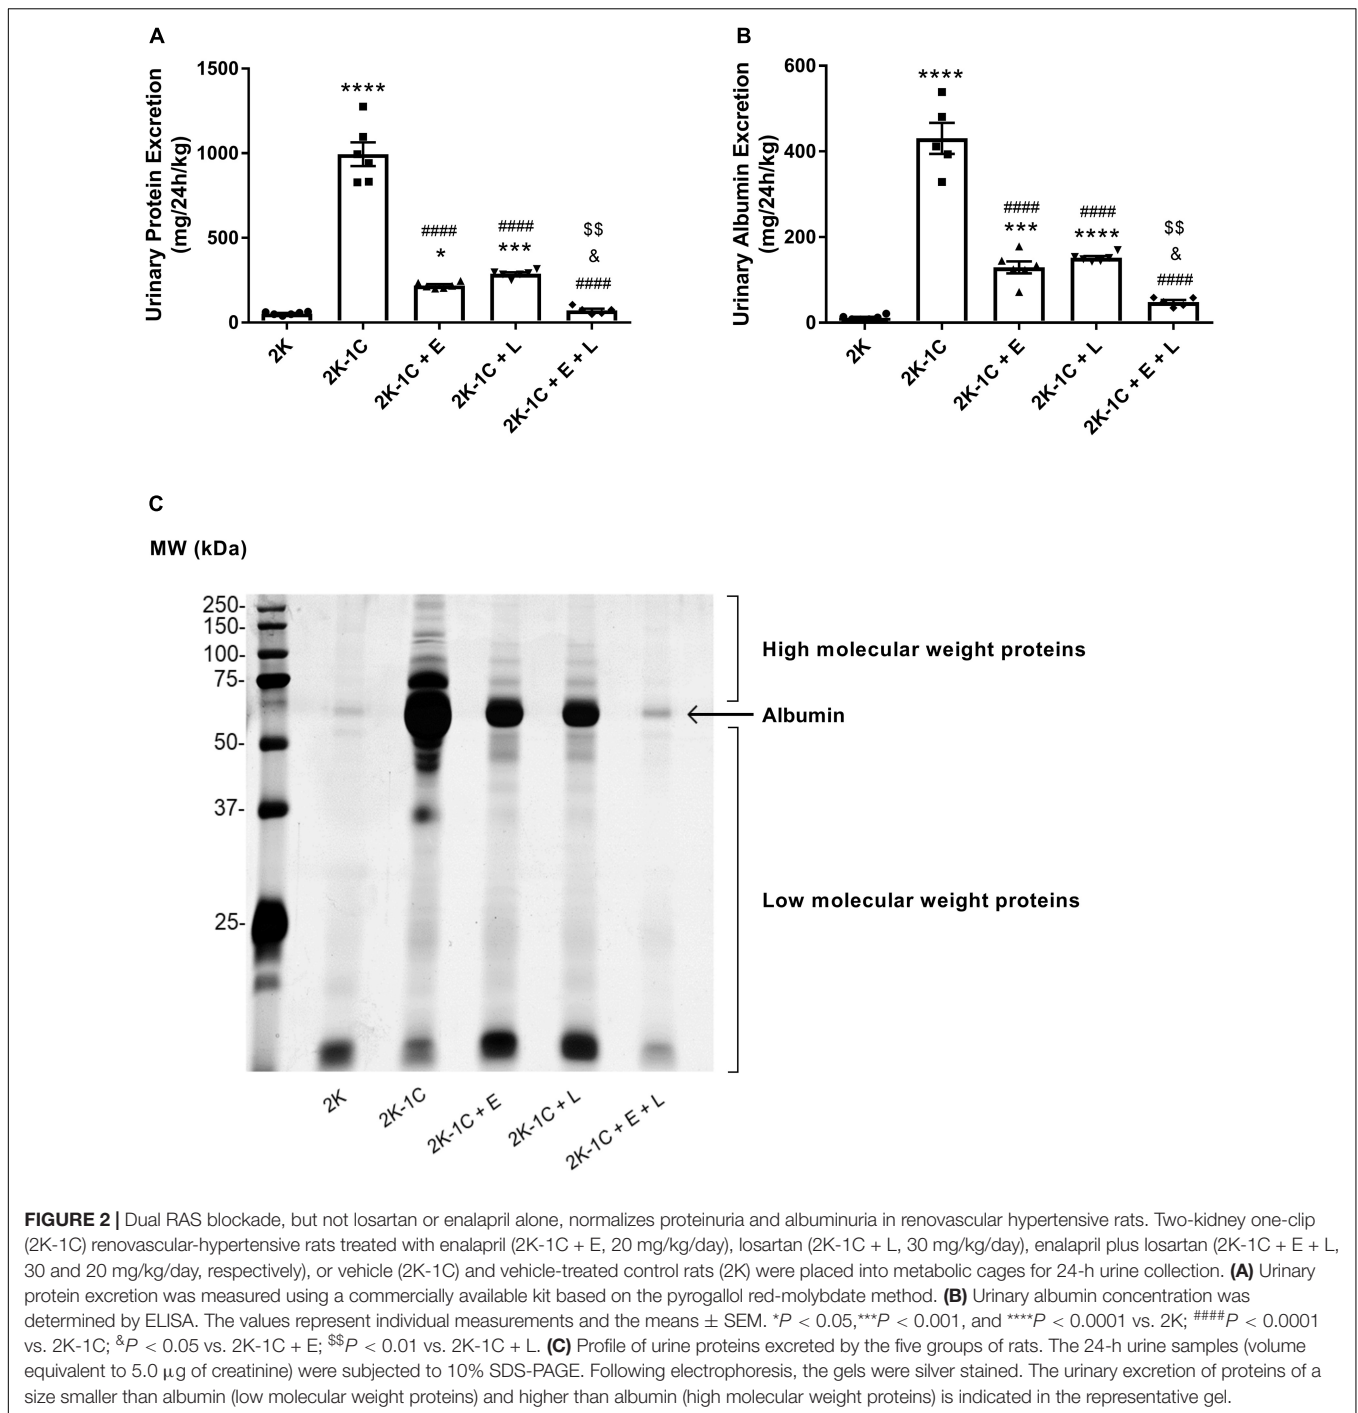 A
Urinary Protein Excretion
(mg/24h/kg)
1500
1000
500
0
****
####
*
####
***
$$
&
####
2K
2K-1C
2K-1C + E
2K-1C + L
2K-1C + E + L
B
Urinary Albumin Excretion
(mg/24h/kg)
600
400
200
0
****
####
***
####
****
$$
&
####
2K
2K-1C
2K-1C + E
2K-1C + L
2K-1C + E + L
C
MW (kDa)
250-
150-
100-
75-
50-
37-
25-
High molecular weight proteins
Albumin
Low molecular weight proteins
2K
2K-1C
2K-1C + E
2K-1C + L
2K-1C + E + L
FIGURE 2 | Dual RAS blockade, but not losartan or enalapril alone, normalizes proteinuria and albuminuria in renovascular hypertensive rats. Two-kidney one-clip
(2K-1C) renovascular-hypertensive rats treated with enalapril (2K-1C + E, 20 mg/kg/day), losartan (2K-1C + L, 30 mg/kg/day), enalapril plus losartan (2K-1C + E + L,
30 and 20 mg/kg/day, respectively), or vehicle (2K-1C) and vehicle-treated control rats (2K) were placed into metabolic cages for 24-h urine collection. (A) Urinary
protein excretion was measured using a commercially available kit based on the pyrogallol red-molybdate method. (B) Urinary albumin concentration was
determined by ELISA. The values represent individual measurements and the means ± SEM. *P < 0.05,***P < 0.001, and ****P < 0.0001 vs. 2K; ####P < 0.0001
vs. 2K-1C; &P < 0.05 vs. 2K-1C + E; $$P < 0.01 vs. 2K-1C + L. (C) Profile of urine proteins excreted by the five groups of rats. The 24-h urine samples (volume
equivalent to 5.0 μg of creatinine) were subjected to 10% SDS-PAGE. Following electrophoresis, the gels were silver stained. The urinary excretion of proteins of a
size smaller than albumin (low molecular weight proteins) and higher than albumin (high molecular weight proteins) is indicated in the representative gel.